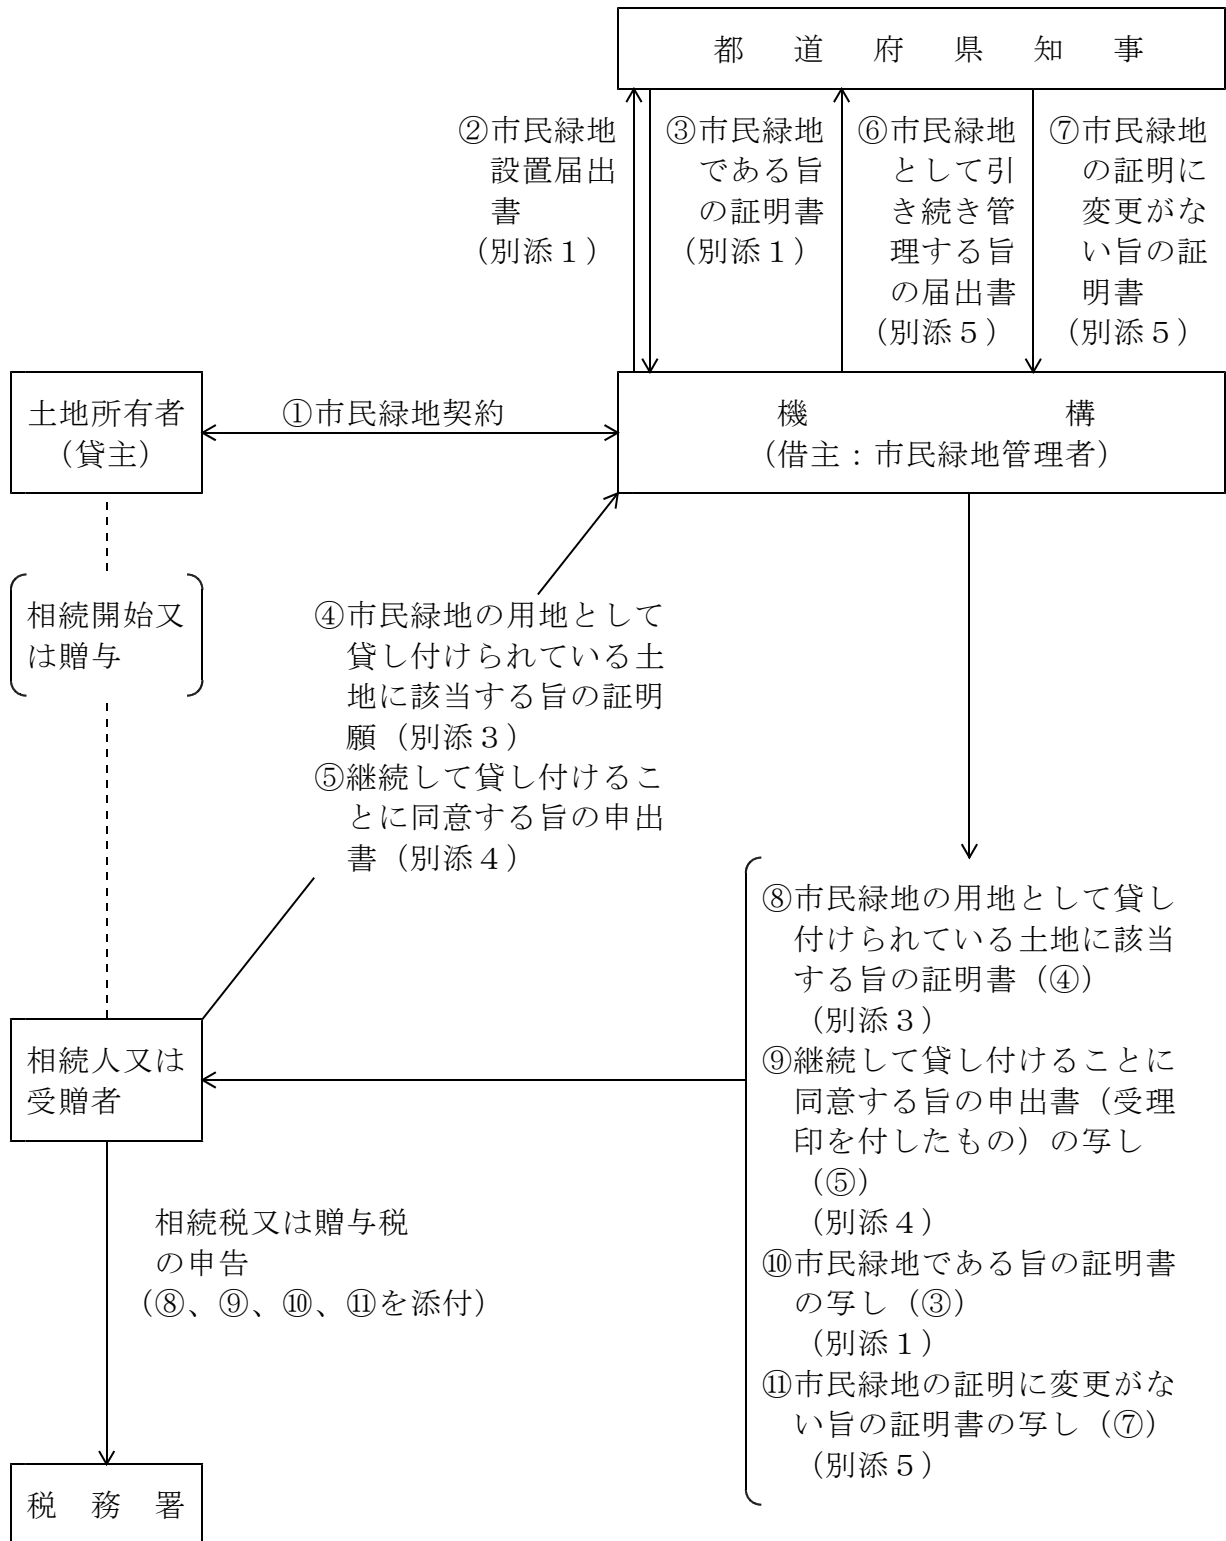 都道府県知事
②市民緑地
設置届出
書
（別添１）
③市民緑地
である旨
の証明書
（別添１）
⑥市民緑地
として引
き続き管
理する旨
の届出書
（別添５）
⑦市民緑地
の証明に
変更がな
い旨の証
明書
（別添５）
土地所有者
（貸主）
①市民緑地契約
機構
（借主：市民緑地管理者）
相続開始又
は贈与
④市民緑地の用地として
貸し付けられている土
地に該当する旨の証明
願（別添３）
⑤継続して貸し付けるこ
とに同意する旨の申出
書（別添４）
⑧市民緑地の用地として貸し
付けられている土地に該当
する旨の証明書（④）
（別添３）
⑨継続して貸し付けることに
同意する旨の申出書（受理
印を付したもの）の写し
（⑤）
（別添４）
⑩市民緑地である旨の証明書
の写し（③）
（別添１）
⑪市民緑地の証明に変更がな
い旨の証明書の写し（⑦）
（別添５）
相続人又は
受贈者
相続税又は贈与税
の申告
（⑧、⑨、⑩、⑪を添付）
税務署